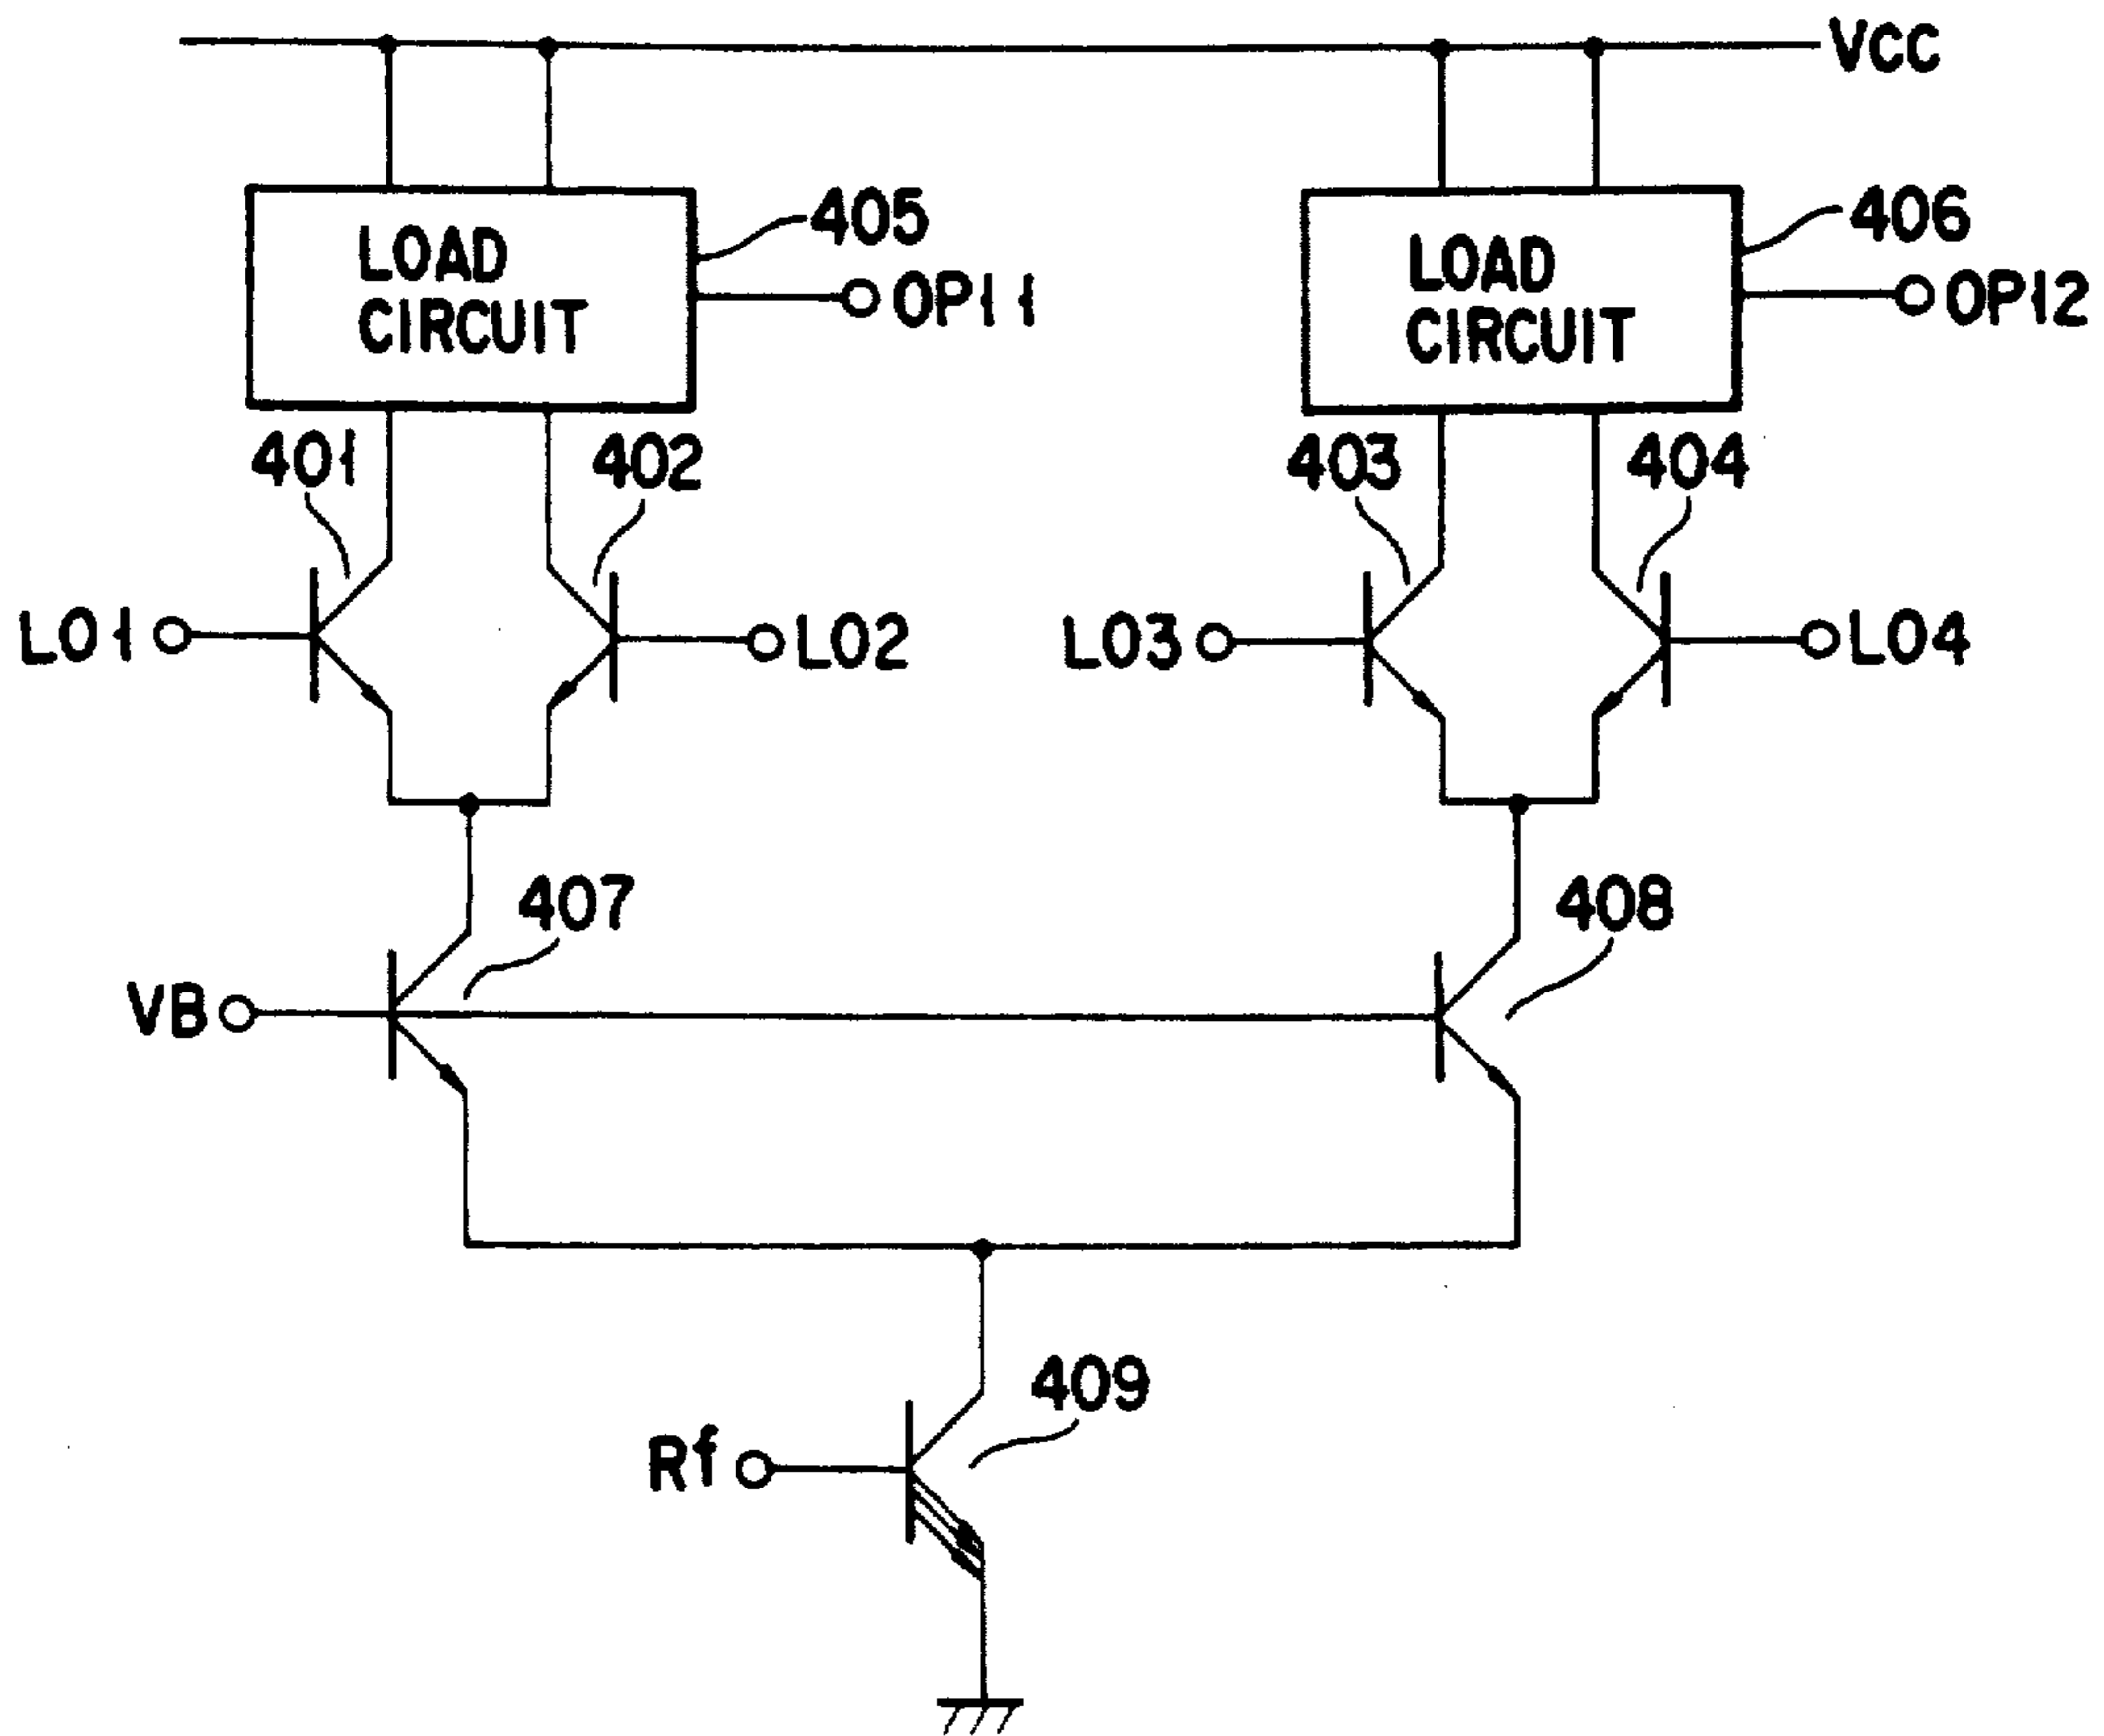 VCC
LOAD
CIRCUIT
405
OP11
LOAD
CIRCUIT
406
OP12
401
402
403
404
LO1
LO2
LO3
LO4
407
408
VB
409
Rf